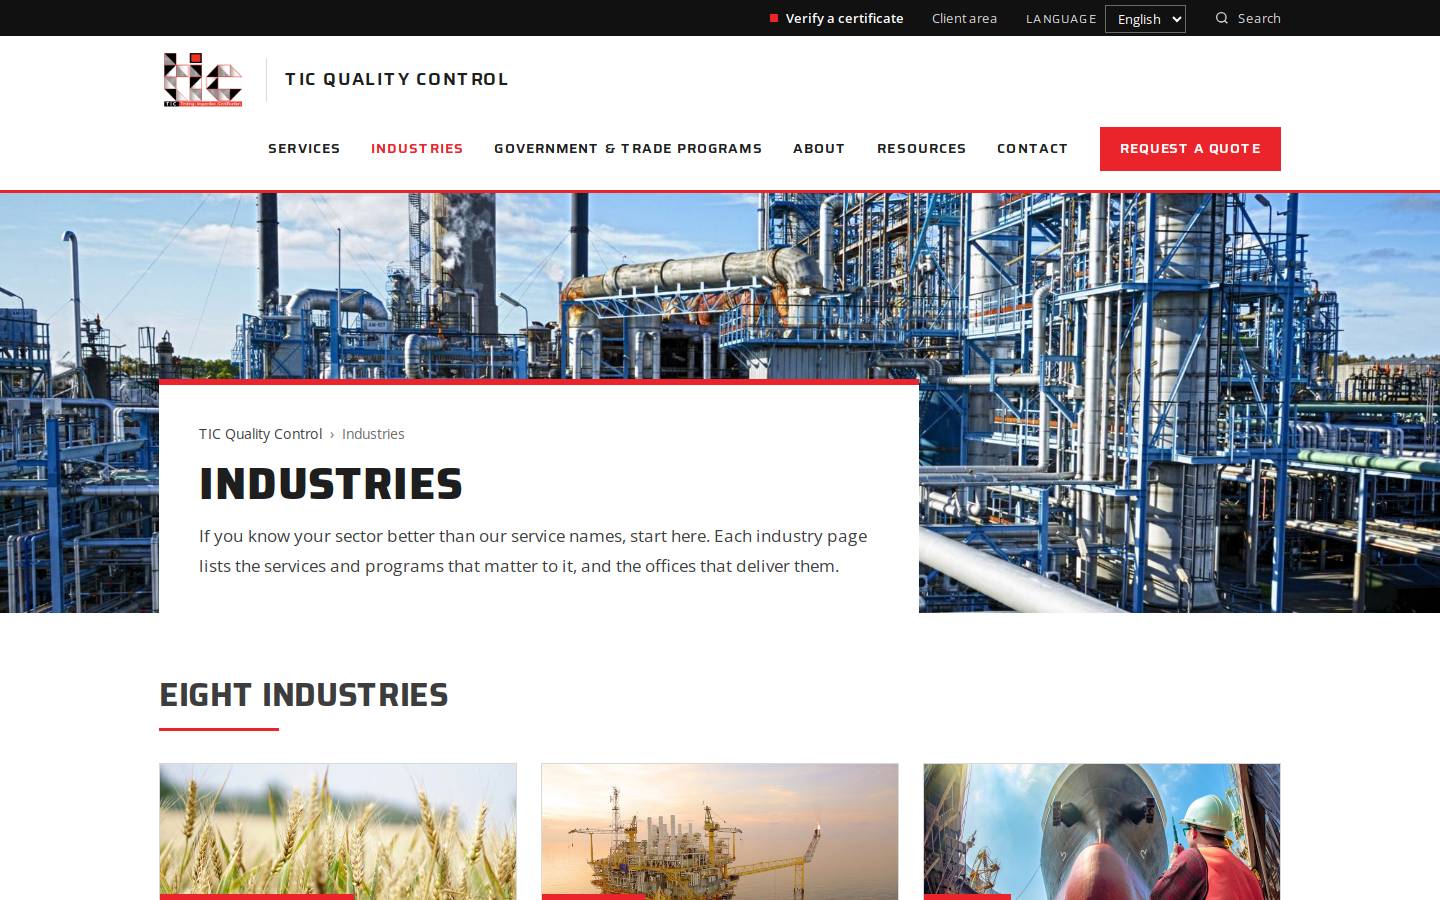 Verify a certificate
Client area
LANGUAGE
English
Search
tic
TIC QUALITY CONTROL
SERVICES
INDUSTRIES
GOVERNMENT & TRADE PROGRAMS
ABOUT
RESOURCES
CONTACT
REQUEST A QUOTE
TIC Quality Control › Industries
INDUSTRIES
If you know your sector better than our service names, start here. Each industry page
lists the services and programs that matter to it, and the offices that deliver them.
EIGHT INDUSTRIES